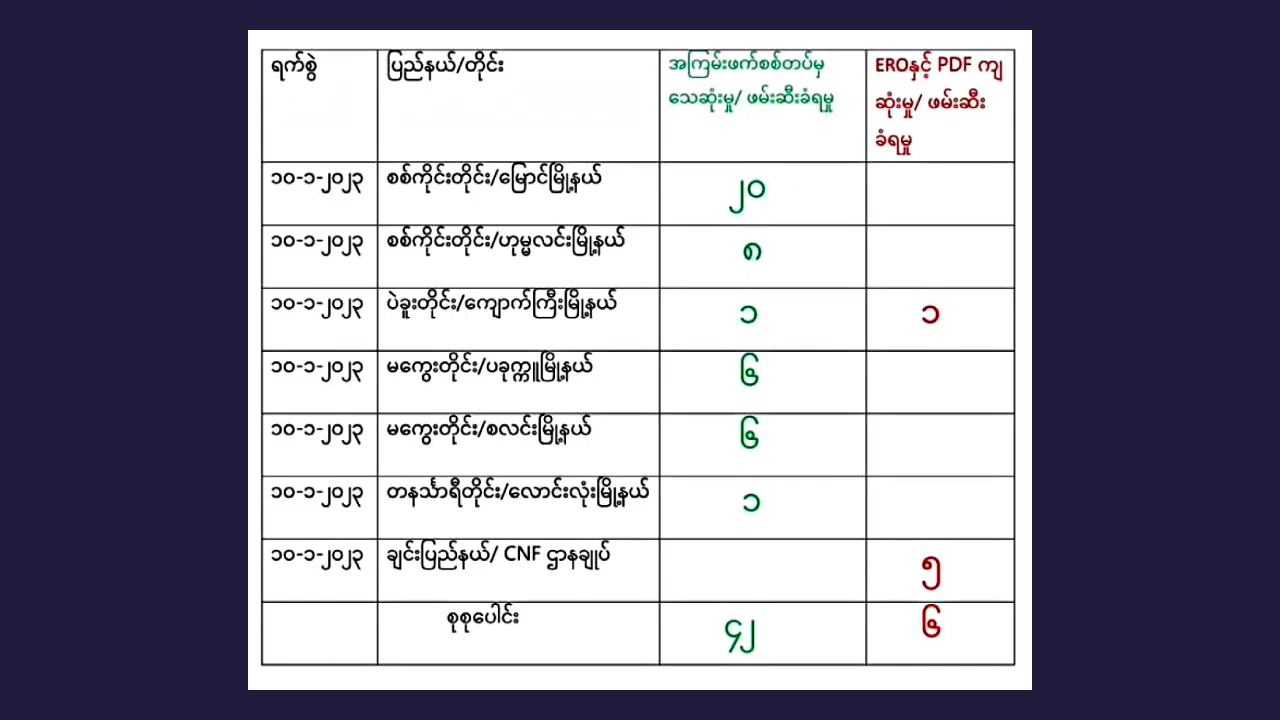 ရက်စွဲ ပြည်နယ်/တိုင်း အကြမ်းဖက်စစ်တပ်မှ သေဆုံးမှု/ ဖမ်းဆီးခံရမှု EROနှင့် PDF ကျ ဆုံးမှု/ ဖမ်းဆီး ခံရမှု
၁၀-၁-၂၀၂၃ စစ်ကိုင်းတိုင်း/မြောင်မြို့နယ် ၂၀
၁၀-၁-၂၀၂၃ စစ်ကိုင်းတိုင်း/ဟုမ္မလင်းမြို့နယ် ၈
၁၀-၁-၂၀၂၃ ပဲခူးတိုင်း/ကျောက်ကြီးမြို့နယ် ၁ ၁
၁၀-၁-၂၀၂၃ မကွေးတိုင်း/ပခုက္ကူမြို့နယ် ၆
၁၀-၁-၂၀၂၃ မကွေးတိုင်း/စလင်းမြို့နယ် ၆
၁၀-၁-၂၀၂၃ တနင်္သာရီတိုင်း/လောင်းလုံးမြို့နယ် ၁
၁၀-၁-၂၀၂၃ ချင်းပြည်နယ်/ CNF ဌာနချုပ် ၅
စုစုပေါင်း ၄၂ ၆